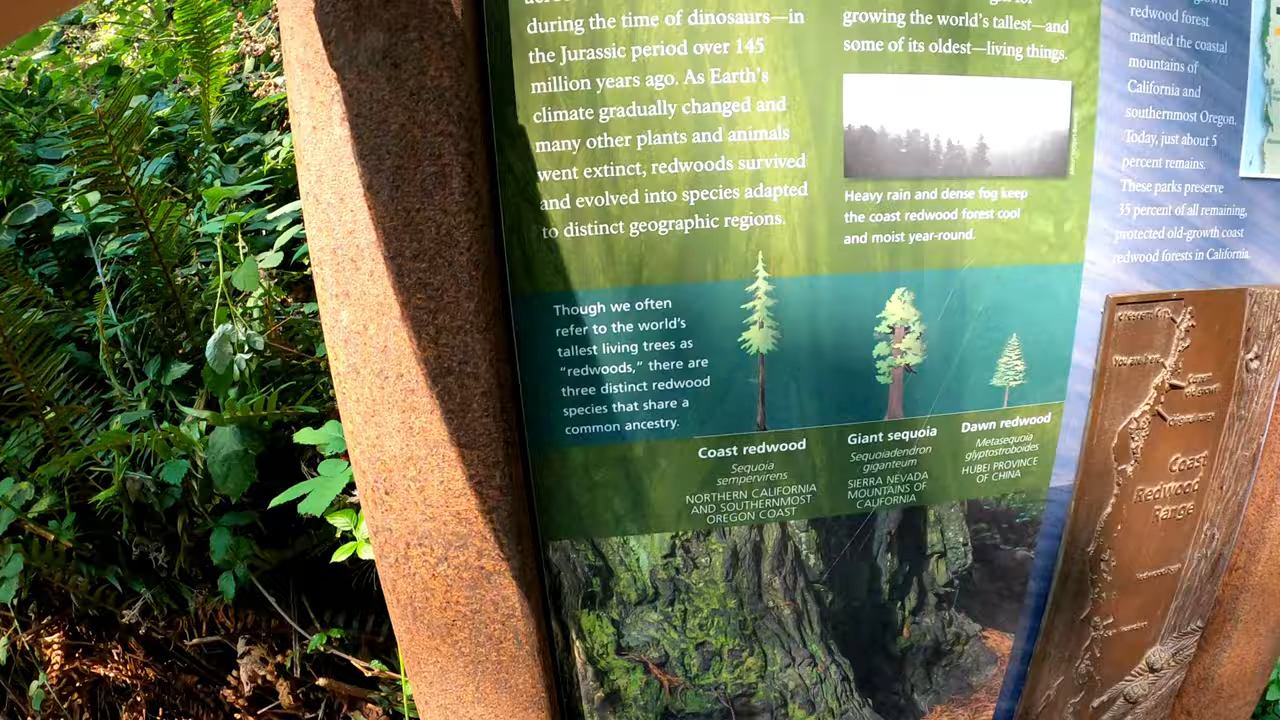 during the time of dinosaurs—in
the Jurassic period over 145
million years ago. As Earth's
climate gradually changed and
many other plants and animals
went extinct, redwoods survived
and evolved into species adapted
to distinct geographic regions.
growing the world's tallest—and
some of its oldest—living things.
Heavy rain and dense fog keep
the coast redwood forest cool
and moist year-round.
redwood forest
mantled the coastal
mountains of
California and
southernmost Oregon.
Today, just about 5
percent remains.
These parks preserve
35 percent of all remaining,
protected old-growth coast
redwood forests in California.
Though we often
refer to the world's
tallest living trees as
“redwoods,” there are
three distinct redwood
species that share a
common ancestry.
Coast redwood
Sequoia
sempervirens
NORTHERN CALIFORNIA
AND SOUTHERNMOST
OREGON COAST
Giant sequoia
Sequoiadendron
giganteum
SIERRA NEVADA
MOUNTAINS OF
CALIFORNIA
Dawn redwood
Metasequoia
glyptostroboides
HUBEI PROVINCE
OF CHINA
Coast
Redwood
Range